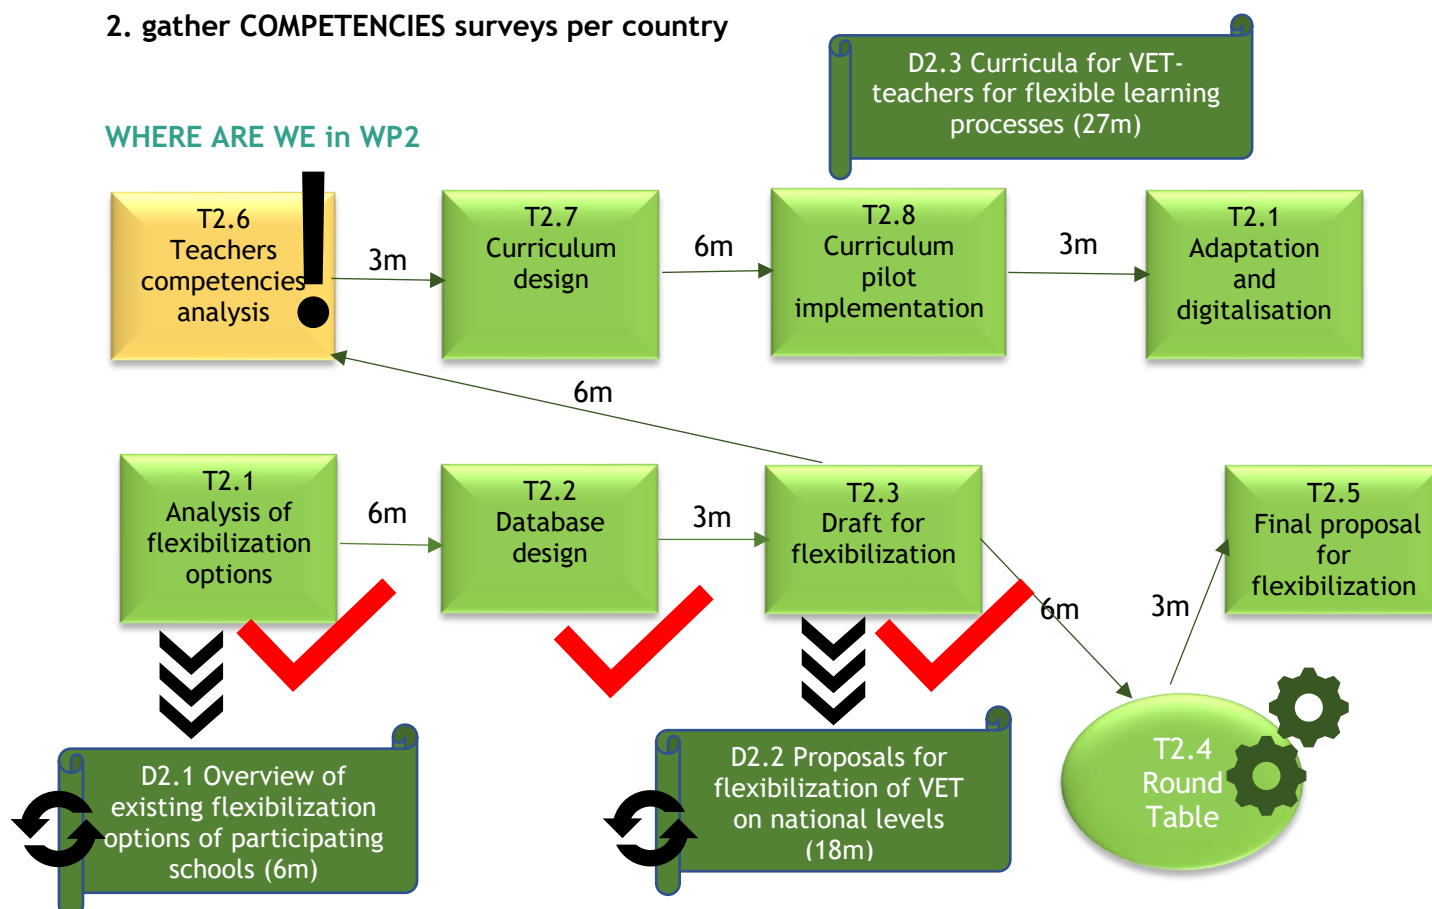 2. gather COMPETENCIES surveys per country
D2.3 Curricula for VET-
teachers for flexible learning
processes (27m)
WHERE ARE WE in WP2
T2.6
Teachers
competencies
analysis
3m
T2.7
Curriculum
design
6m
T2.8
Curriculum
pilot
implementation
3m
T2.1
Adaptation
and
digitalisation
6m
T2.1
Analysis of
flexibilization
options
6m
T2.2
Database
design
3m
T2.3
Draft for
flexibilization
6m
3m
T2.5
Final proposal
for
flexibilization
D2.1 Overview of
existing flexibilization
options of participating
schools (6m)
D2.2 Proposals for
flexibilization of VET
on national levels
(18m)
T2.4
Round
Table